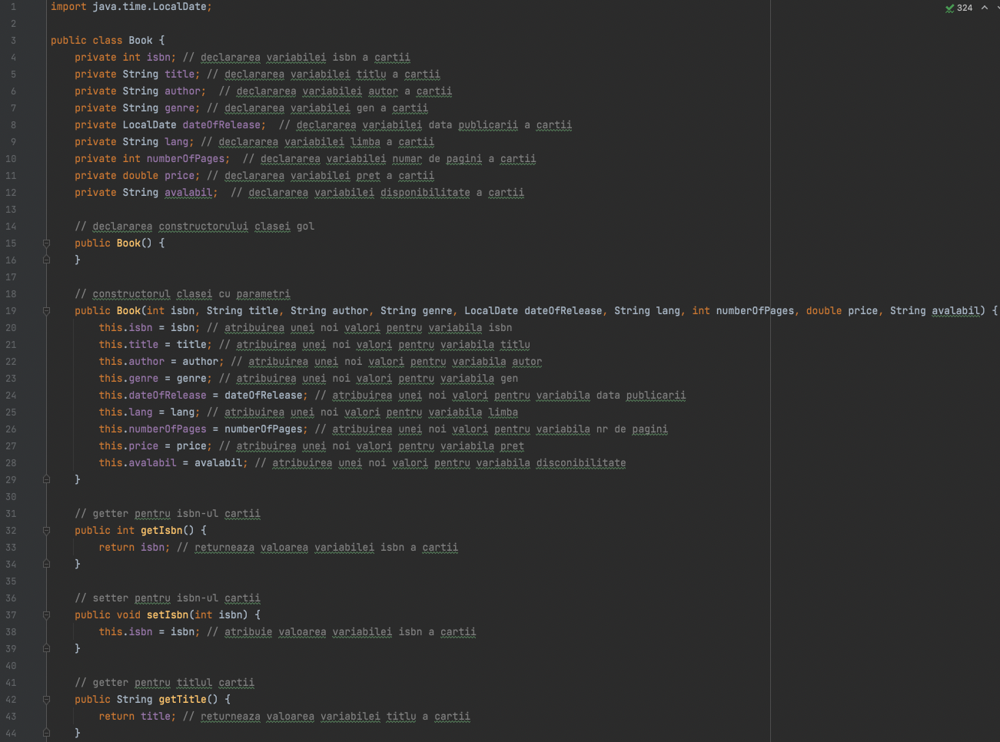 1 import java.time.LocalDate;
324
2
3 public class Book {
4 private int isbn; // declararea variabilei isbn a cartii
5 private String title; // declararea variabilei titlu a cartii
6 private String author;  // declararea variabilei autor a cartii
7 private String genre; // declararea variabilei gen a cartii
8 private LocalDate dateOfRelease;  // declararea variabilei data publicarii a cartii
9 private String lang; // declararea variabilei limba a cartii
10 private int numberOfPages;  // declararea variabilei numar de pagini a cartii
11 private double price; // declararea variabilei pret a cartii
12 private String avalabil;  // declararea variabilei disponibilitate a cartii
13
14 // declararea constructorului clasei gol
15 public Book() {
16 }
17
18 // constructorul clasei cu parametri
19 public Book(int isbn, String title, String author, String genre, LocalDate dateOfRelease, String lang, int numberOfPages, double price, String avalabil) {
20 this.isbn = isbn; // atribuirea unei noi valori pentru variabila isbn
21 this.title = title; // atribuirea unei noi valori pentru variabila titlu
22 this.author = author; // atribuirea unei noi valori pentru variabila autor
23 this.genre = genre; // atribuirea unei noi valori pentru variabila gen
24 this.dateOfRelease = dateOfRelease; // atribuirea unei noi valori pentru variabila data publicarii
25 this.lang = lang; // atribuirea unei noi valori pentru variabila limba
26 this.numberOfPages = numberOfPages; // atribuirea unei noi valori pentru variabila nr de pagini
27 this.price = price; // atribuirea unei noi valori pentru variabila pret
28 this.avalabil = avalabil; // atribuirea unei noi valori pentru variabila disconibilitate
29 }
30
31 // getter pentru isbn-ul cartii
32 public int getIsbn() {
33 return isbn; // returneaza valoarea variabilei isbn a cartii
34 }
35
36 // setter pentru isbn-ul cartii
37 public void setIsbn(int isbn) {
38 this.isbn = isbn; // atribuie valoarea variabilei isbn a cartii
39 }
40
41 // getter pentru titlul cartii
42 public String getTitle() {
43 return title; // returneaza valoarea variabilei titlu a cartii
44 }